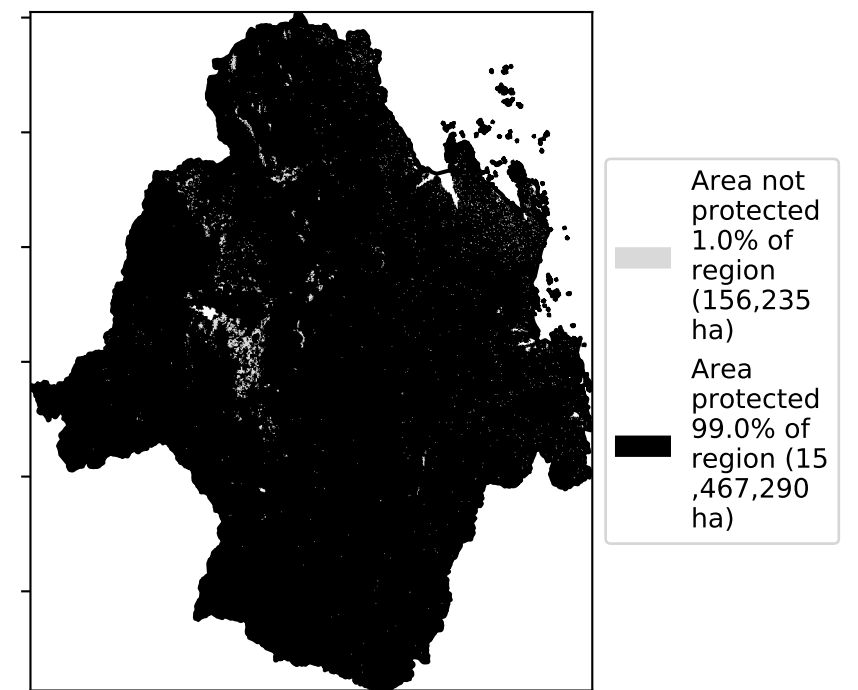 Area not
protected
1.0% of
region
(156,235
ha)
Area
protected
99.0% of
region (15
,467,290
ha)